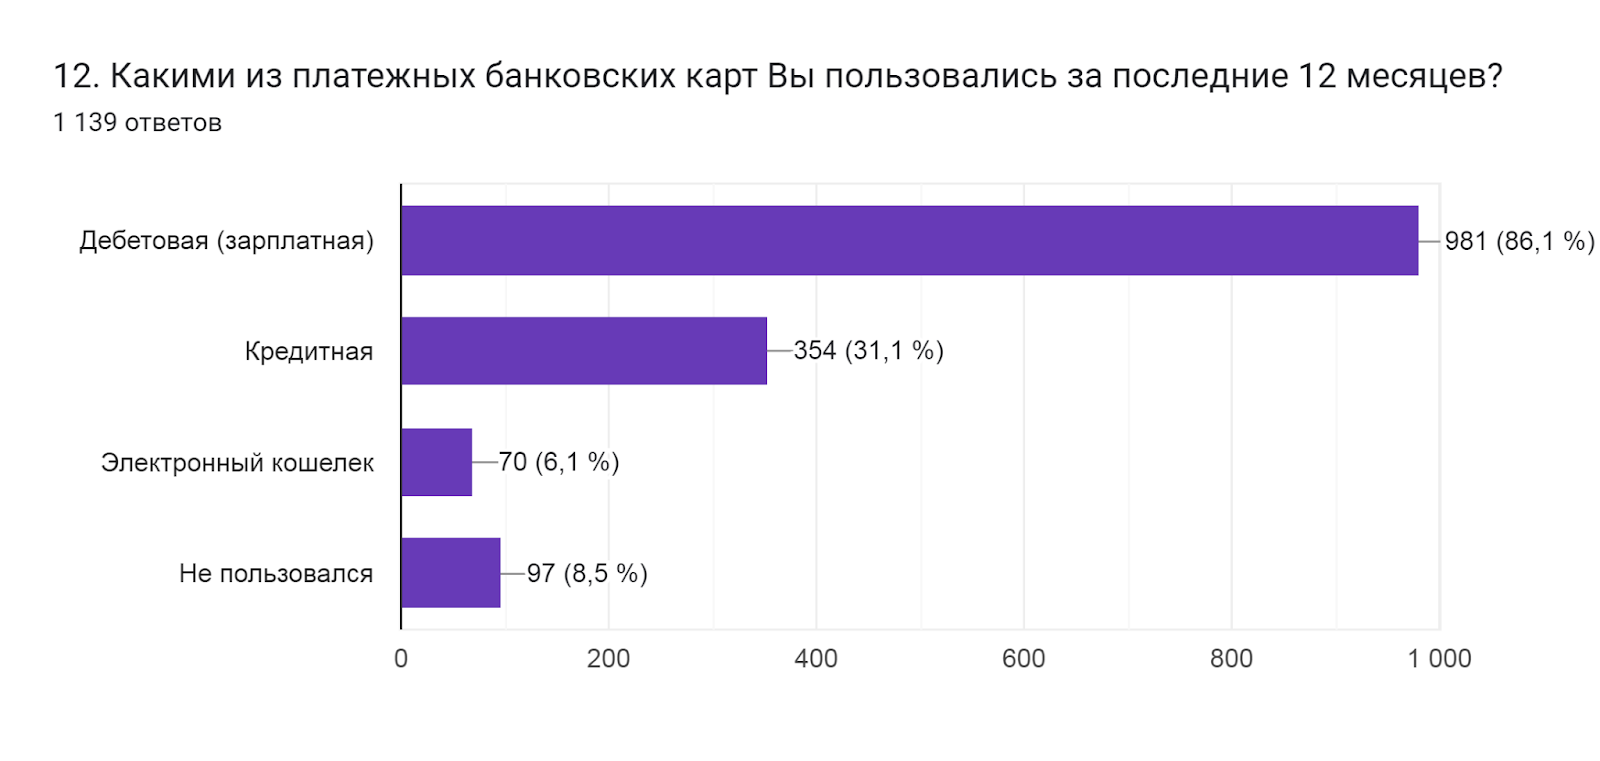 12. Какими из платежных банковских карт Вы пользовались за последние 12 месяцев?
1 139 ответов
Дебетовая (зарплатная)
981 (86,1 %)
Кредитная
354 (31,1 %)
Электронный кошелек
70 (6,1 %)
Не пользовался
97 (8,5 %)
0 200 400 600 800 1 000